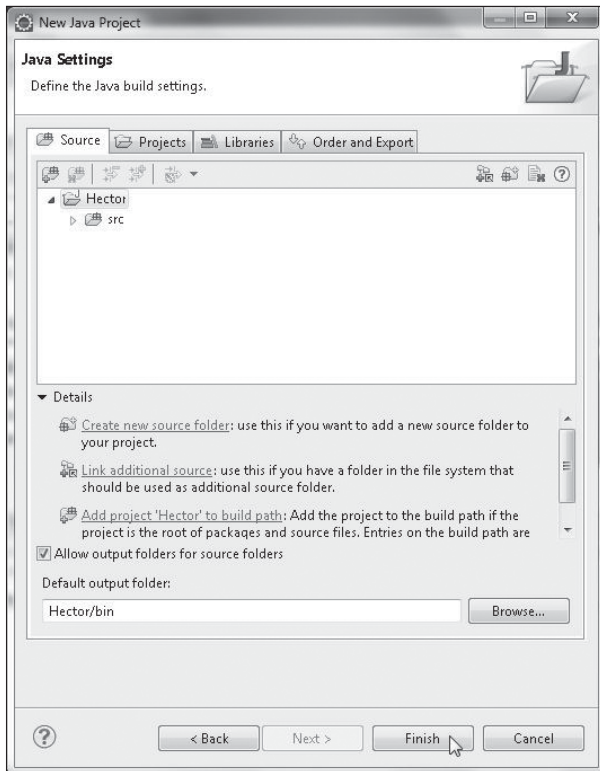 New Java Project
Java Settings
Define the Java build settings.
Source Projects Libraries Order and Export
Hector
src
Details
Create new source folder: use this if you want to add a new source folder to
your project.
Link additional source: use this if you have a folder in the file system that
should be used as additional source folder.
Add project 'Hector' to build path: Add the project to the build path if the
project is the root of packages and source files. Entries on the build path are
Allow output folders for source folders
Default output folder:
Hector/bin
Browse...
? < Back Next > Finish Cancel